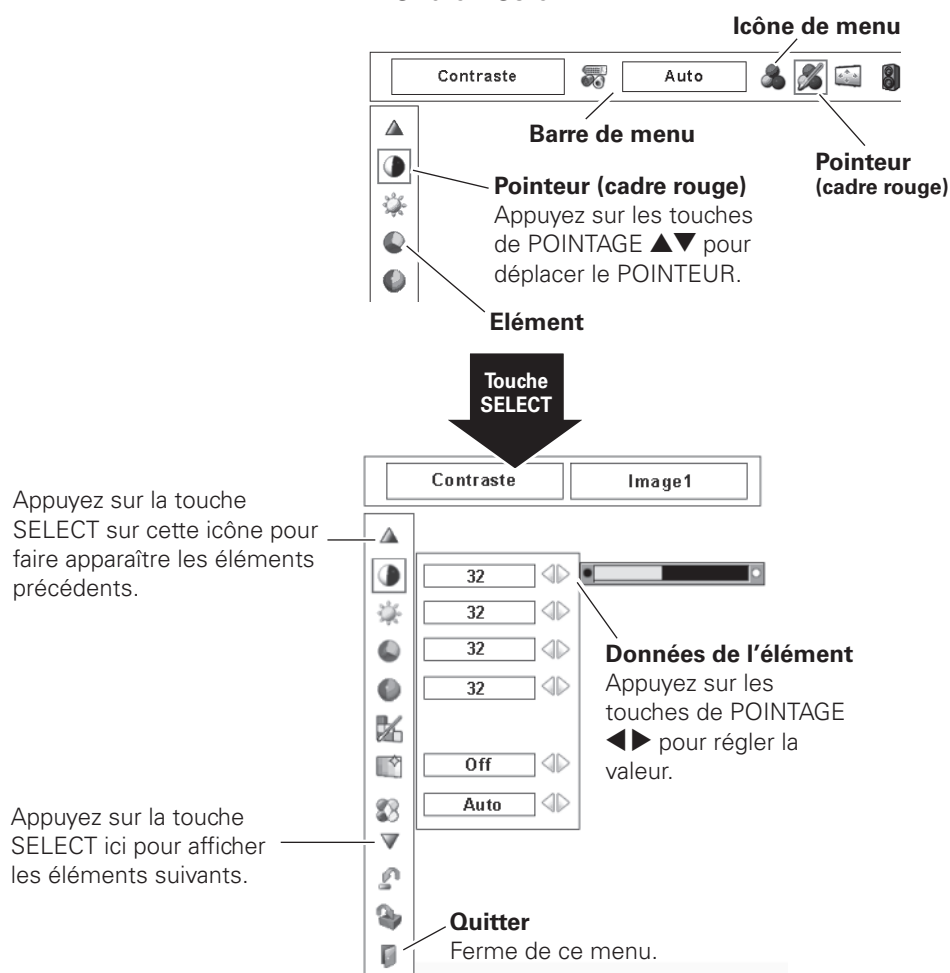 Icône de menu
Contraste
Auto
Barre de menu
Pointeur
(cadre rouge)
Pointeur (cadre rouge)
Appuyez sur les touches
de POINTAGE ▲▼ pour
déplacer le POINTEUR.
Elément
Touche
SELECT
Contraste
Image1
Appuyez sur la touche
SELECT sur cette icône pour
faire apparaître les éléments
précédents.
32
32
32
32
Off
Auto
Données de l'élément
Appuyez sur les
touches de POINTAGE
◀▶ pour régler la
valeur.
Appuyez sur la touche
SELECT ici pour afficher
les éléments suivants.
Quitter
Ferme de ce menu.